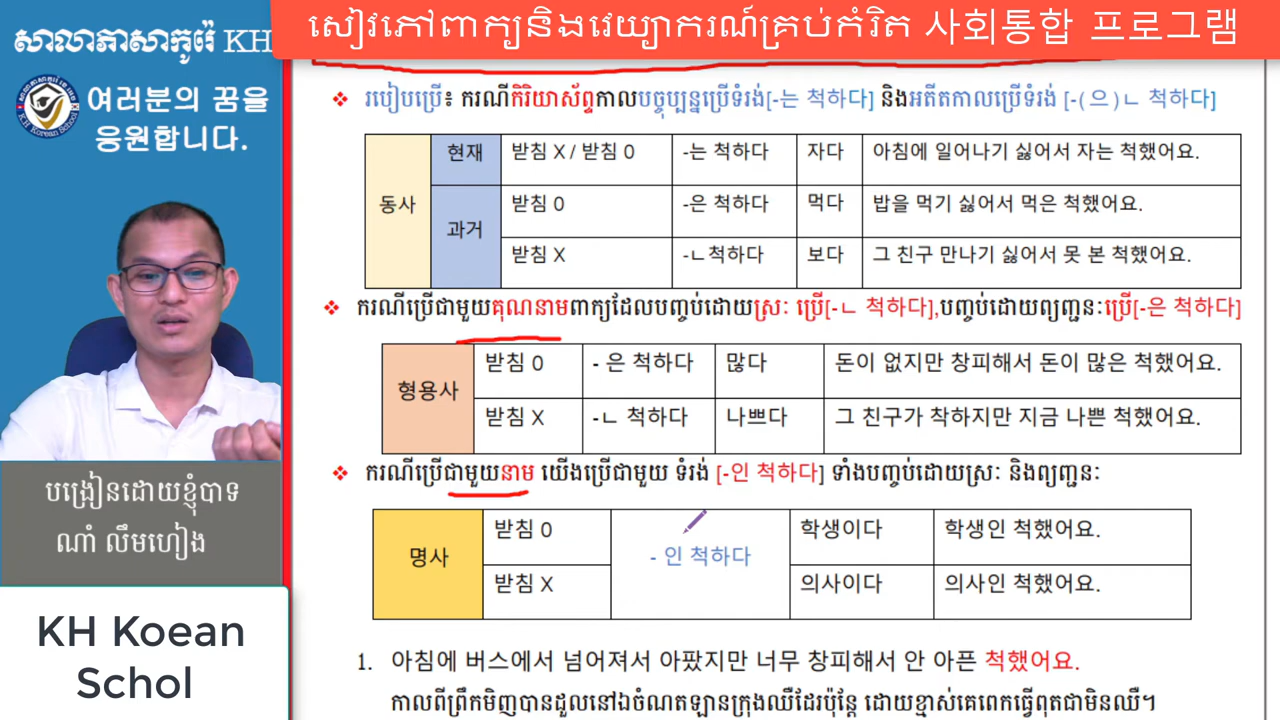 សៀវភៅពាក្យនិងវេយ្យាករណ៍គ្រប់កំរិត 사회통합 프로그램
សាលាភាសាកូរ៉េ KH
여러분의 꿈을
응원합니다.
❖ របៀបប្រើ៖ ករណីកិរិយាស័ព្ទកាលបច្ចុប្បន្នប្រើទំរង់[-는 척하다] និងអតីតកាលប្រើទំរង់ [-(으)ㄴ 척하다]
동사 현재 받침 X / 받침 0 -는 척하다 자다 아침에 일어나기 싫어서 자는 척했어요.
과거 받침 0 -은 척하다 먹다 밥을 먹기 싫어서 먹은 척했어요.
받침 X -ㄴ척하다 보다 그 친구 만나기 싫어서 못 본 척했어요.
❖ ករណីប្រើជាមួយគុណនាមពាក្យដែលបញ្ចប់ដោយស្រៈ ប្រើ[-ㄴ 척하다],បញ្ចប់ដោយព្យញ្ជនៈប្រើ[-은 척하다]
형용사 받침 0 - 은 척하다 많다 돈이 없지만 창피해서 돈이 많은 척했어요.
받침 X -ㄴ 척하다 나쁘다 그 친구가 착하지만 지금 나쁜 척했어요.
❖ ករណីប្រើជាមួយនាម យើងប្រើជាមួយ ទំរង់ [-인 척하다] ទាំងបញ្ចប់ដោយស្រៈ និងព្យញ្ជនៈ
명사 받침 0 - 인 척하다 학생이다 학생인 척했어요.
받침 X 의사이다 의사인 척했어요.
1. 아침에 버스에서 넘어져서 아팠지만 너무 창피해서 안 아픈 척했어요.
កាលពីព្រឹកមិញបានដួលនៅឯចំណតឡានក្រុងឈឺដែរប៉ុន្តែ ដោយខ្មាស់គេពេកធ្វើពុតជាមិនឈឺ។
បង្រៀនដោយខ្ញុំបាទ
ណាំ លឹមហៀង
KH Koean
Schol